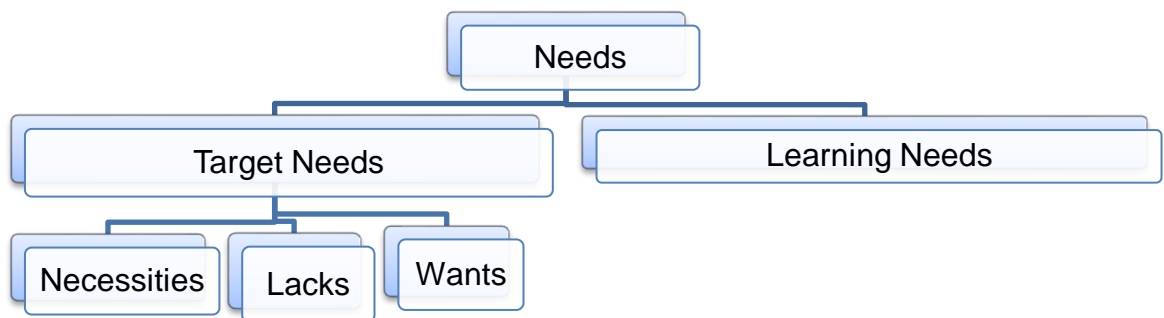 Needs
Target Needs
Learning Needs
Necessities
Lacks
Wants